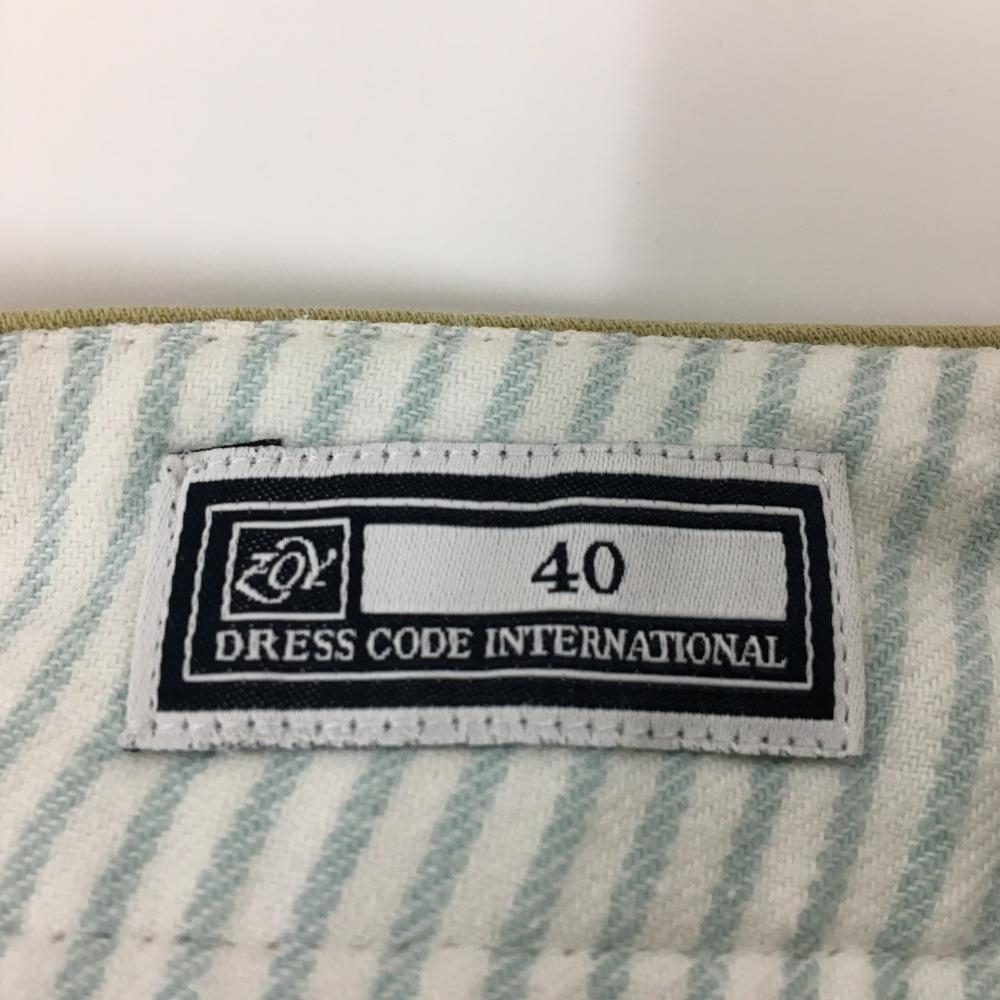 ZOY
40
DRESS CODE INTERNATIONAL